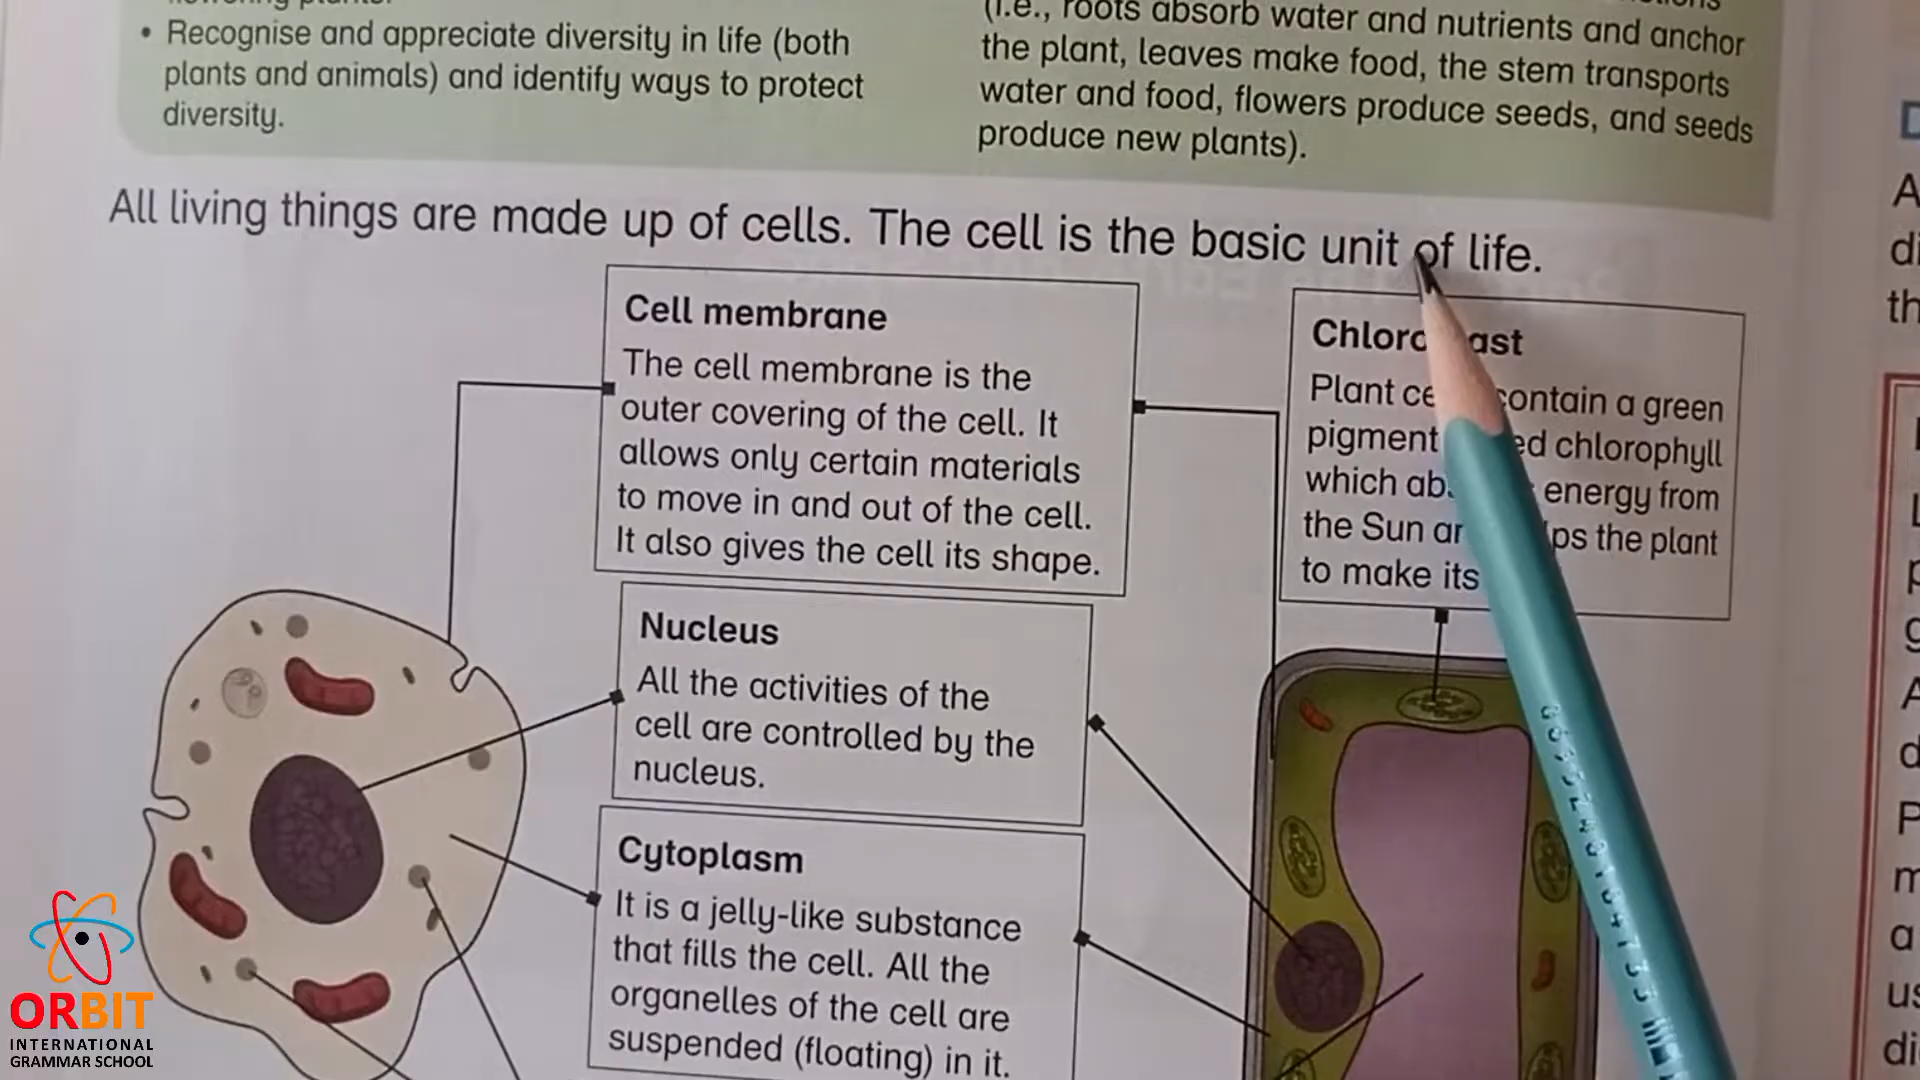 • Recognise and appreciate diversity in life (both
plants and animals) and identify ways to protect
diversity.
(i.e., roots absorb water and nutrients and anchor
the plant, leaves make food, the stem transports
water and food, flowers produce seeds, and seeds
produce new plants).
All living things are made up of cells. The cell is the basic unit of life.
Cell membrane
The cell membrane is the
outer covering of the cell. It
allows only certain materials
to move in and out of the cell.
It also gives the cell its shape.
Chloroplast
Plant contain a green
pigment chlorophyll
which energy from
the Sun the plant
to make its
Nucleus
All the activities of the
cell are controlled by the
nucleus.
Cytoplasm
It is a jelly-like substance
that fills the cell. All the
organelles of the cell are
suspended (floating) in it.
ORBIT
INTERNATIONAL
GRAMMAR SCHOOL